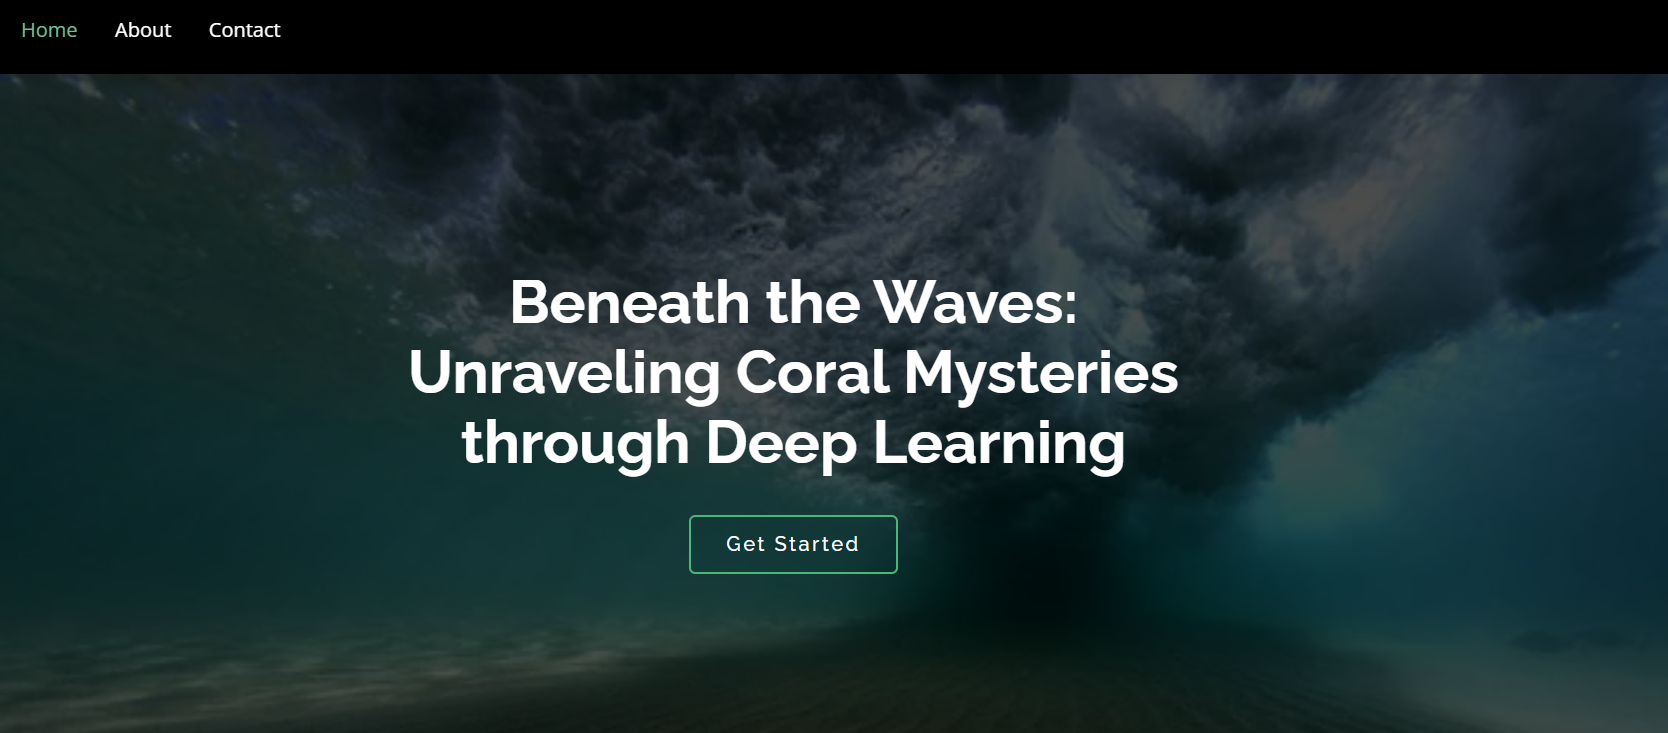 Home About Contact
Beneath the Waves:
Unraveling Coral Mysteries
through Deep Learning
Get Started